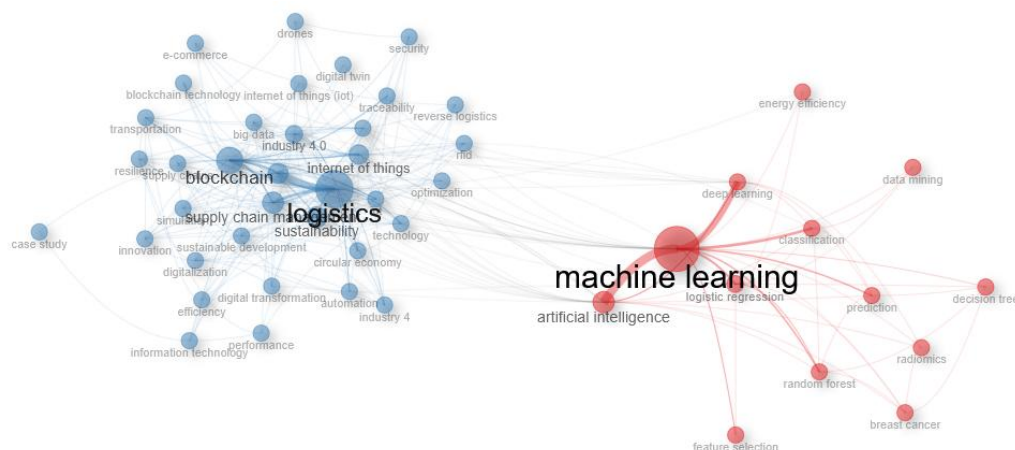 drones
security
e-commerce
digital twin
blockchain technology
internet of things (iot)
traceability
energy efficiency
reverse logistics
transportation
big data
industry 4.0
rfid
internet of things
data mining
blockchain
optimization
deep learning
logistics
supply chain management
sustainability
technology
classification
case study
innovation
sustainable development
circular economy
digitalization
machine learning
digital transformation
automation
logistic regression
decision tree
efficiency
industry 4
artificial intelligence
prediction
information technology
performance
radiomics
random forest
breast cancer
feature selection